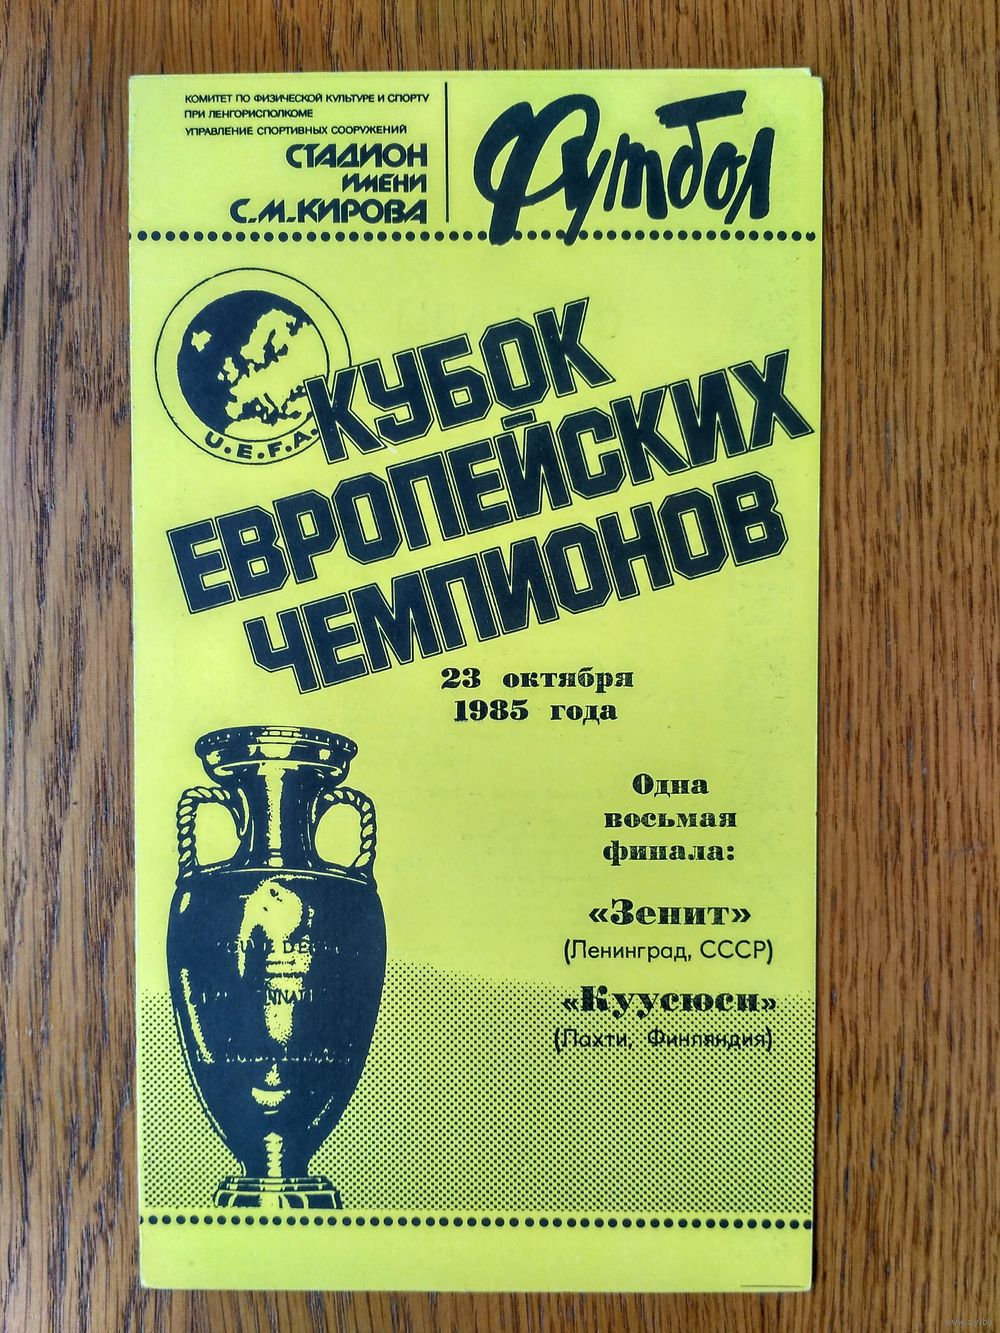 КОМИТЕТ ПО ФИЗИЧЕСКОЙ КУЛЬТУРЕ И СПОРТУ
ПРИ ЛЕНГОРИСПОЛКОМЕ
УПРАВЛЕНИЕ СПОРТИВНЫХ СООРУЖЕНИЙ
СТАДИОН
ИМЕНИ
С.М.КИРОВА
Футбол
U.E.F.A.
КУБОК
ЕВРОПЕЙСКИХ
ЧЕМПИОНОВ
23 октября
1985 года
Одна
восьмая
финала:
«Зенит»
(Ленинград, СССР)
«Куусюси»
(Лахти, Финляндия)